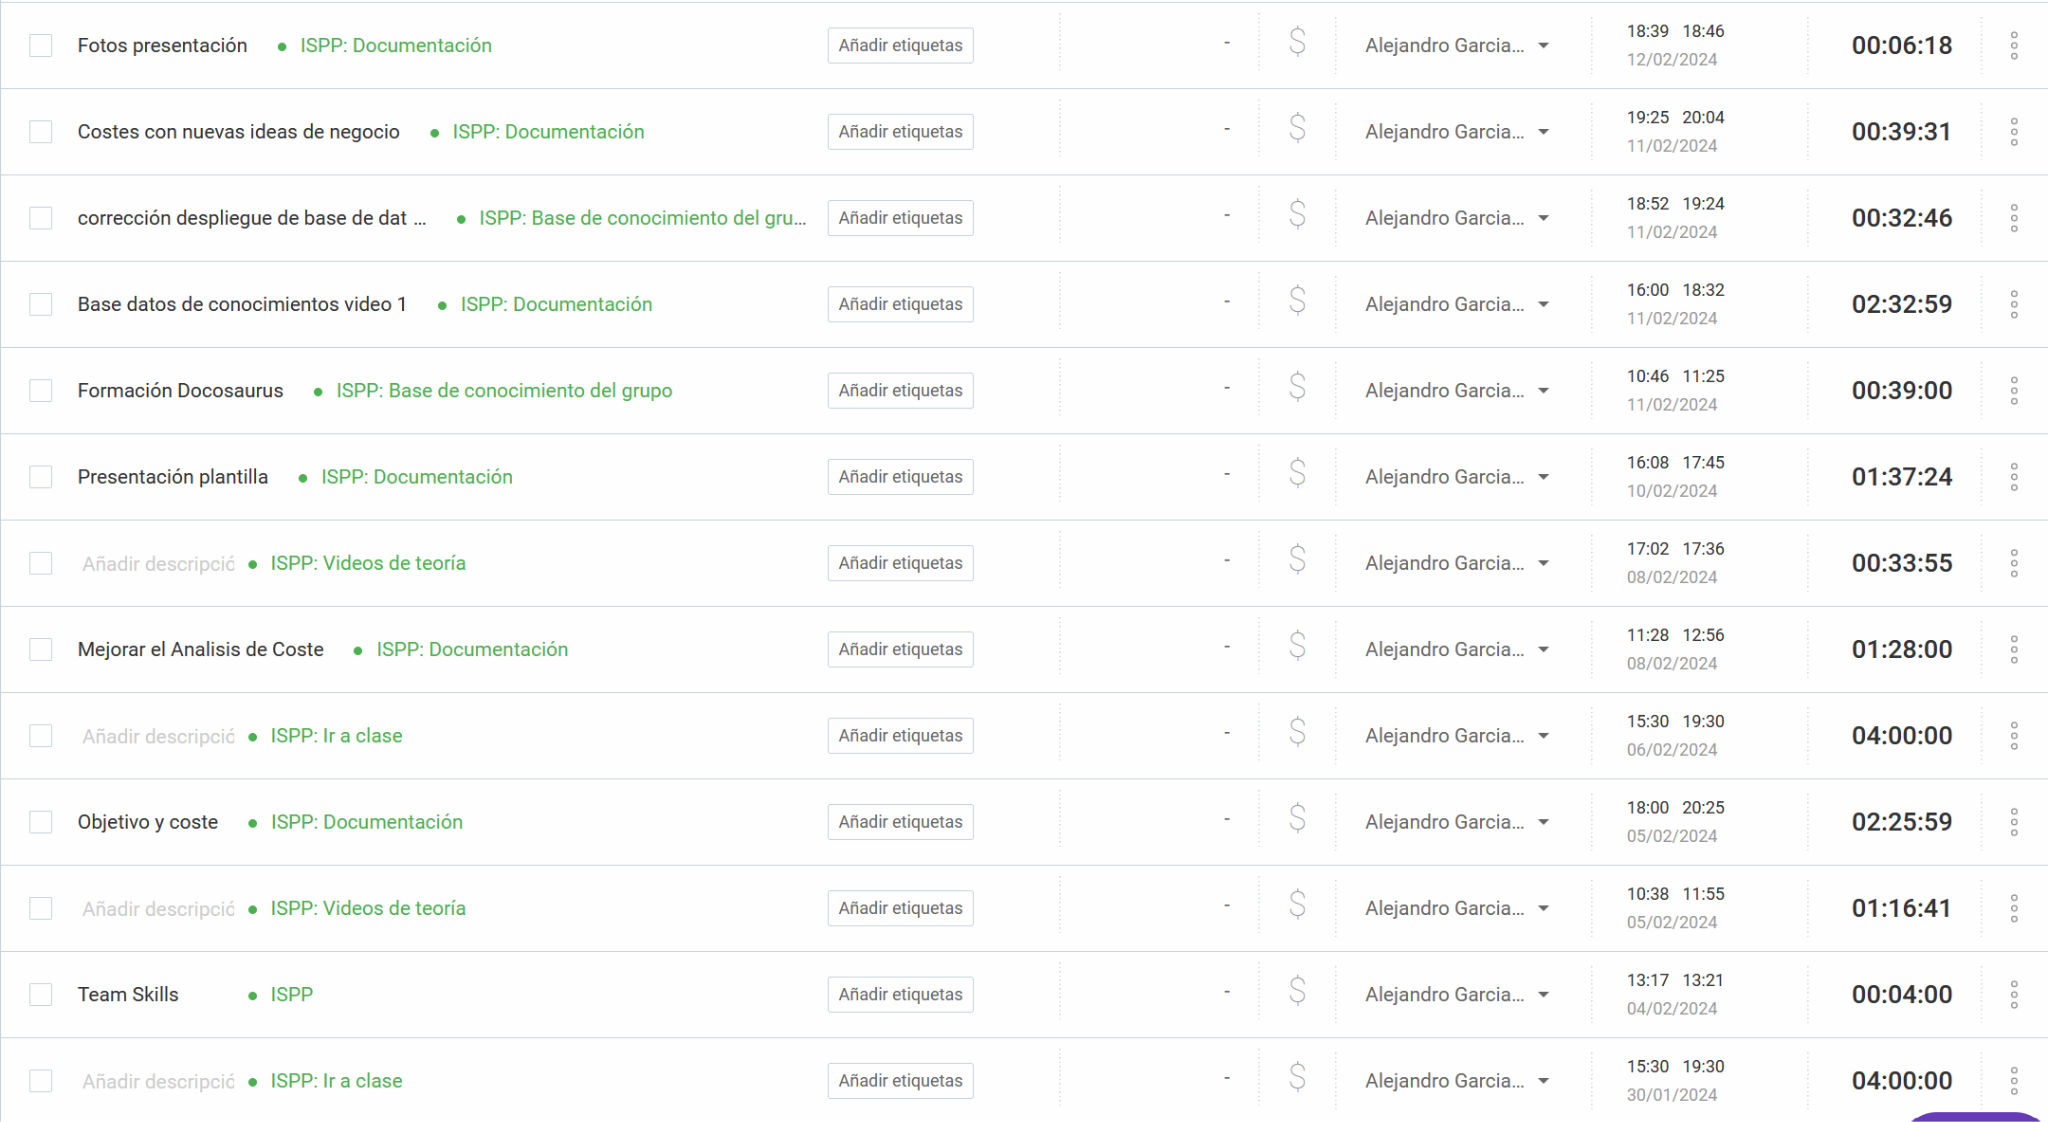 Fotos presentación • ISPP: Documentación Añadir etiquetas - $ Alejandro Garcia... 18:39 18:46 12/02/2024 00:06:18
Costes con nuevas ideas de negocio • ISPP: Documentación Añadir etiquetas - $ Alejandro Garcia... 19:25 20:04 11/02/2024 00:39:31
corrección despliegue de base de dat ... • ISPP: Base de conocimiento del gru... Añadir etiquetas - $ Alejandro Garcia... 18:52 19:24 11/02/2024 00:32:46
Base datos de conocimientos video 1 • ISPP: Documentación Añadir etiquetas - $ Alejandro Garcia... 16:00 18:32 11/02/2024 02:32:59
Formación Docosaurus • ISPP: Base de conocimiento del grupo Añadir etiquetas - $ Alejandro Garcia... 10:46 11:25 11/02/2024 00:39:00
Presentación plantilla • ISPP: Documentación Añadir etiquetas - $ Alejandro Garcia... 16:08 17:45 10/02/2024 01:37:24
Añadir descripció • ISPP: Videos de teoría Añadir etiquetas - $ Alejandro Garcia... 17:02 17:36 08/02/2024 00:33:55
Mejorar el Analisis de Coste • ISPP: Documentación Añadir etiquetas - $ Alejandro Garcia... 11:28 12:56 08/02/2024 01:28:00
Añadir descripció • ISPP: Ir a clase Añadir etiquetas - $ Alejandro Garcia... 15:30 19:30 06/02/2024 04:00:00
Objetivo y coste • ISPP: Documentación Añadir etiquetas - $ Alejandro Garcia... 18:00 20:25 05/02/2024 02:25:59
Añadir descripció • ISPP: Videos de teoría Añadir etiquetas - $ Alejandro Garcia... 10:38 11:55 05/02/2024 01:16:41
Team Skills • ISPP Añadir etiquetas - $ Alejandro Garcia... 13:17 13:21 04/02/2024 00:04:00
Añadir descripció • ISPP: Ir a clase Añadir etiquetas - $ Alejandro Garcia... 15:30 19:30 30/01/2024 04:00:00